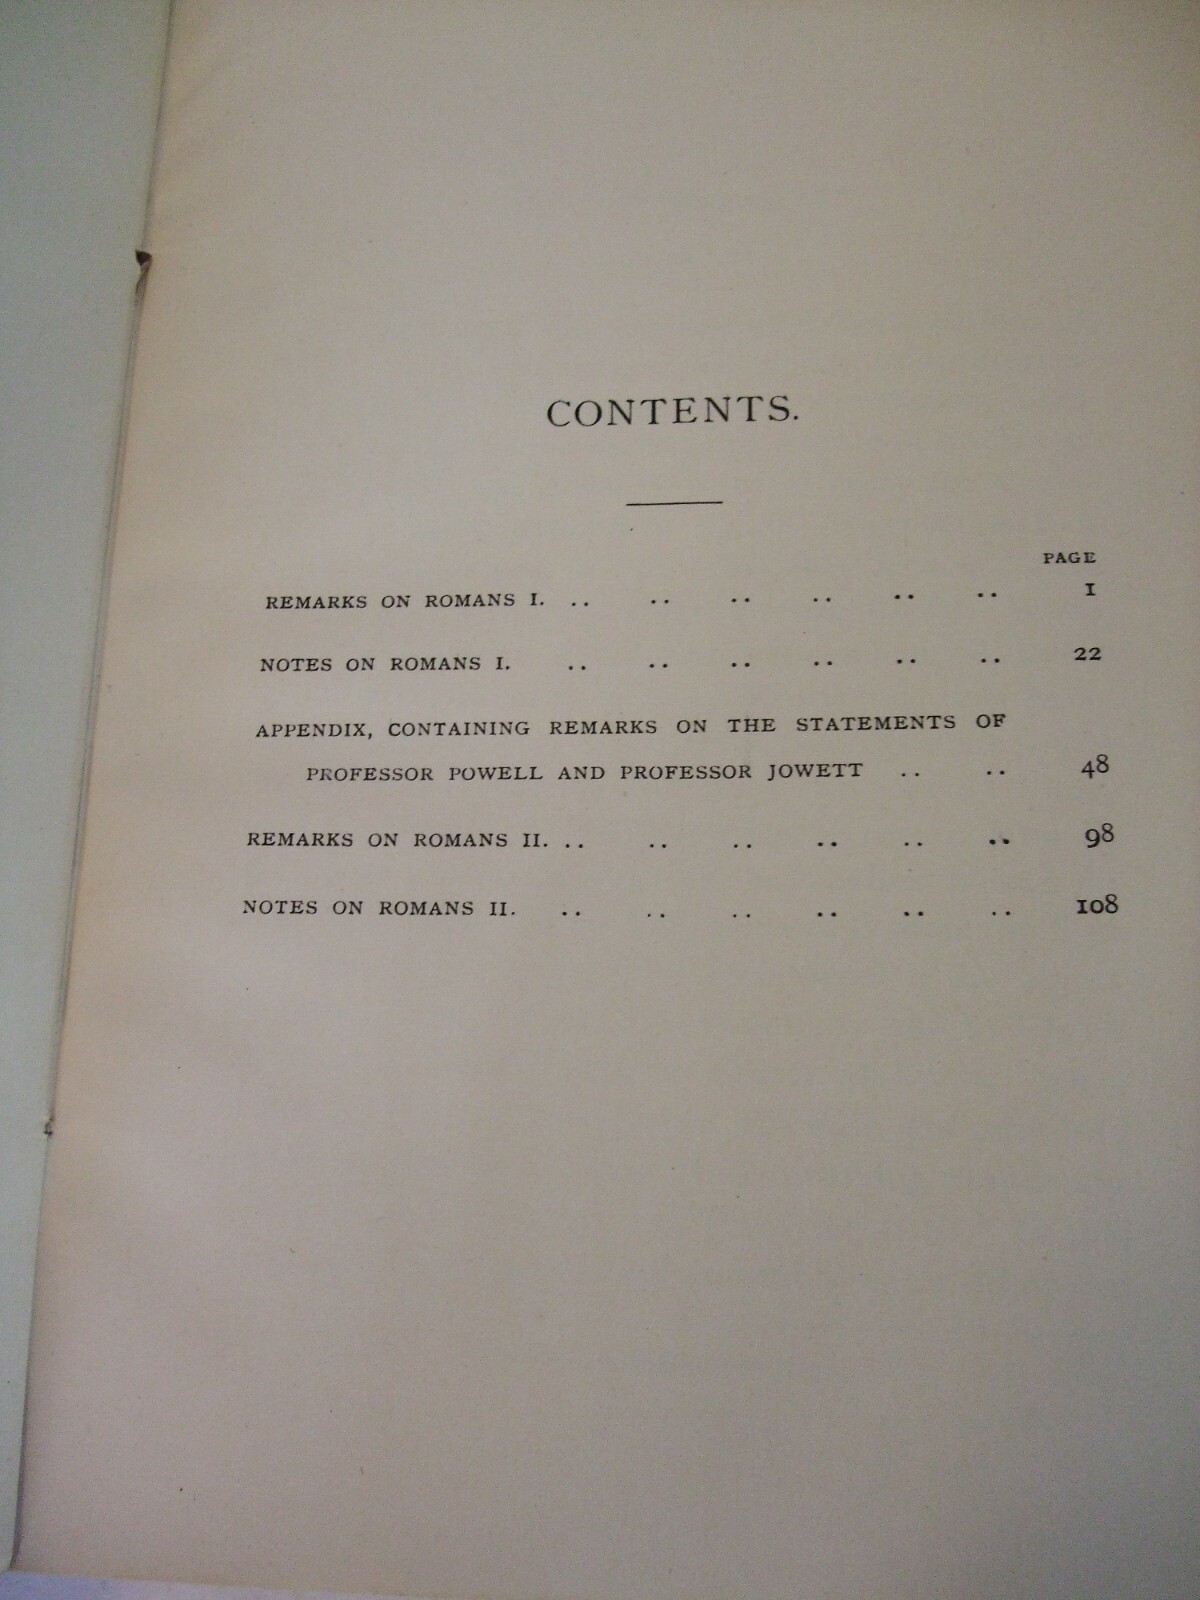 CONTENTS.
PAGE
REMARKS ON ROMANS I. .. .. .. .. .. .. 1
NOTES ON ROMANS I. .. .. .. .. .. .. 22
APPENDIX, CONTAINING REMARKS ON THE STATEMENTS OF
PROFESSOR POWELL AND PROFESSOR JOWETT .. .. 48
REMARKS ON ROMANS II. .. .. .. .. .. .. 98
NOTES ON ROMANS II. .. .. .. .. .. .. 108